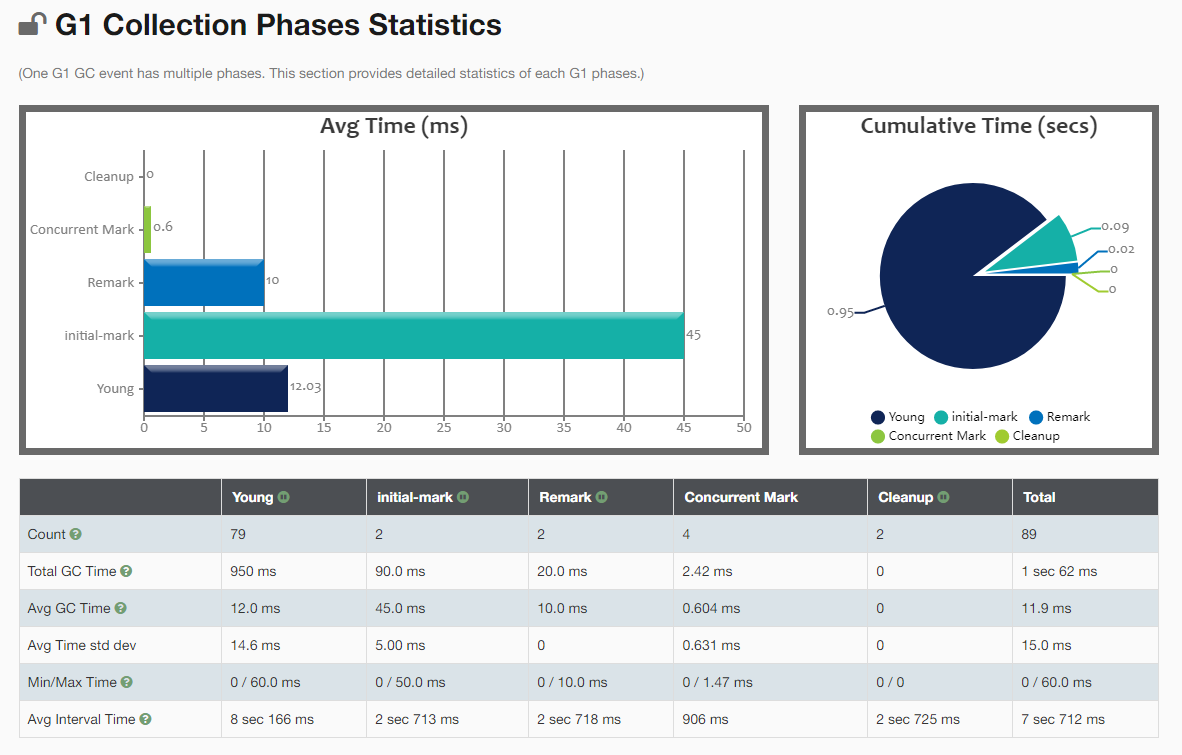 G1 Collection Phases Statistics
(One G1 GC event has multiple phases. This section provides detailed statistics of each G1 phases.)
Avg Time (ms)
Cleanup 0
Concurrent Mark 0.6
Remark 10
initial-mark 45
Young 12.03
0 5 10 15 20 25 30 35 40 45 50
Cumulative Time (secs)
0.09
0.02
0
0
0.95
Young initial-mark Remark
Concurrent Mark Cleanup
Young initial-mark Remark Concurrent Mark Cleanup Total
Count ? 79 2 2 4 2 89
Total GC Time ? 950 ms 90.0 ms 20.0 ms 2.42 ms 0 1 sec 62 ms
Avg GC Time ? 12.0 ms 45.0 ms 10.0 ms 0.604 ms 0 11.9 ms
Avg Time std dev 14.6 ms 5.00 ms 0 0.631 ms 0 15.0 ms
Min/Max Time ? 0 / 60.0 ms 0 / 50.0 ms 0 / 10.0 ms 0 / 1.47 ms 0 / 0 0 / 60.0 ms
Avg Interval Time ? 8 sec 166 ms 2 sec 713 ms 2 sec 718 ms 906 ms 2 sec 725 ms 7 sec 712 ms